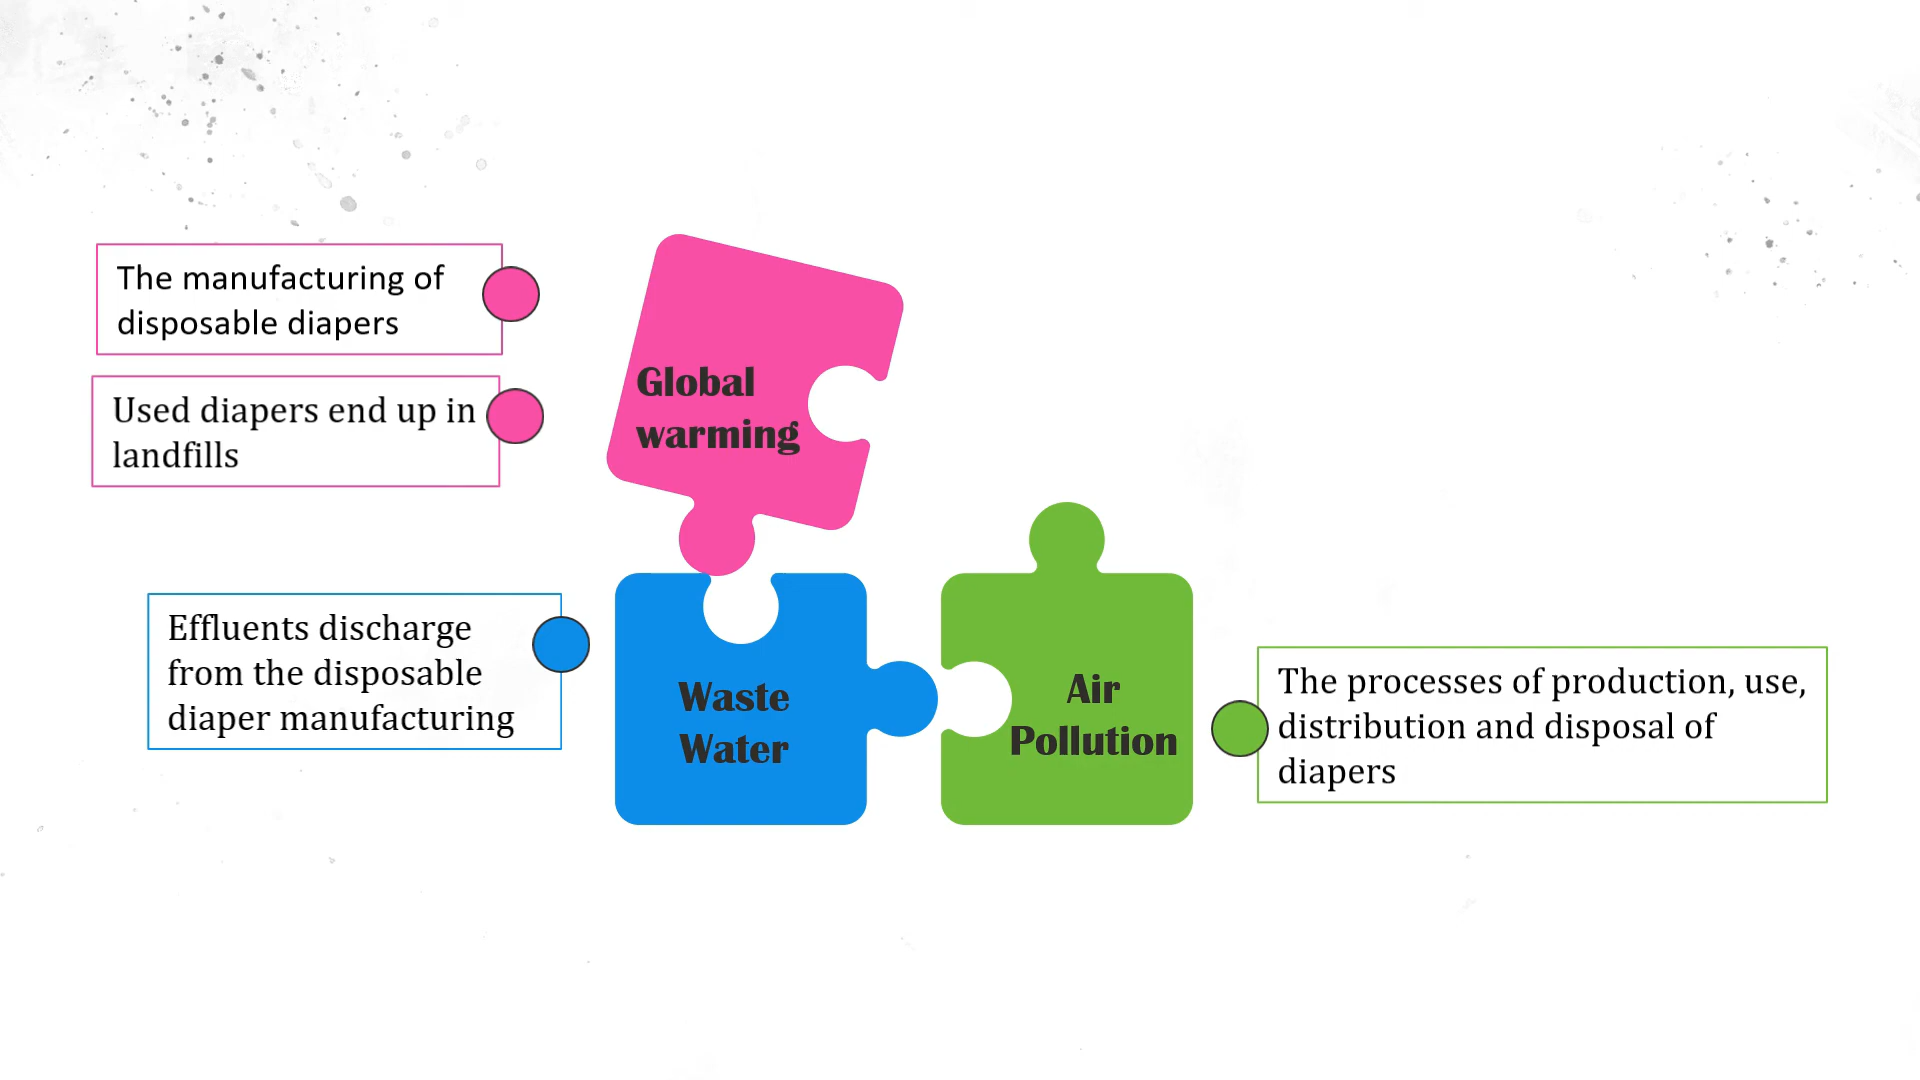 The manufacturing of
disposable diapers
Used diapers end up in
landfills
Global
warming
Effluents discharge
from the disposable
diaper manufacturing
Waste
Water
Air
Pollution
The processes of production, use,
distribution and disposal of
diapers